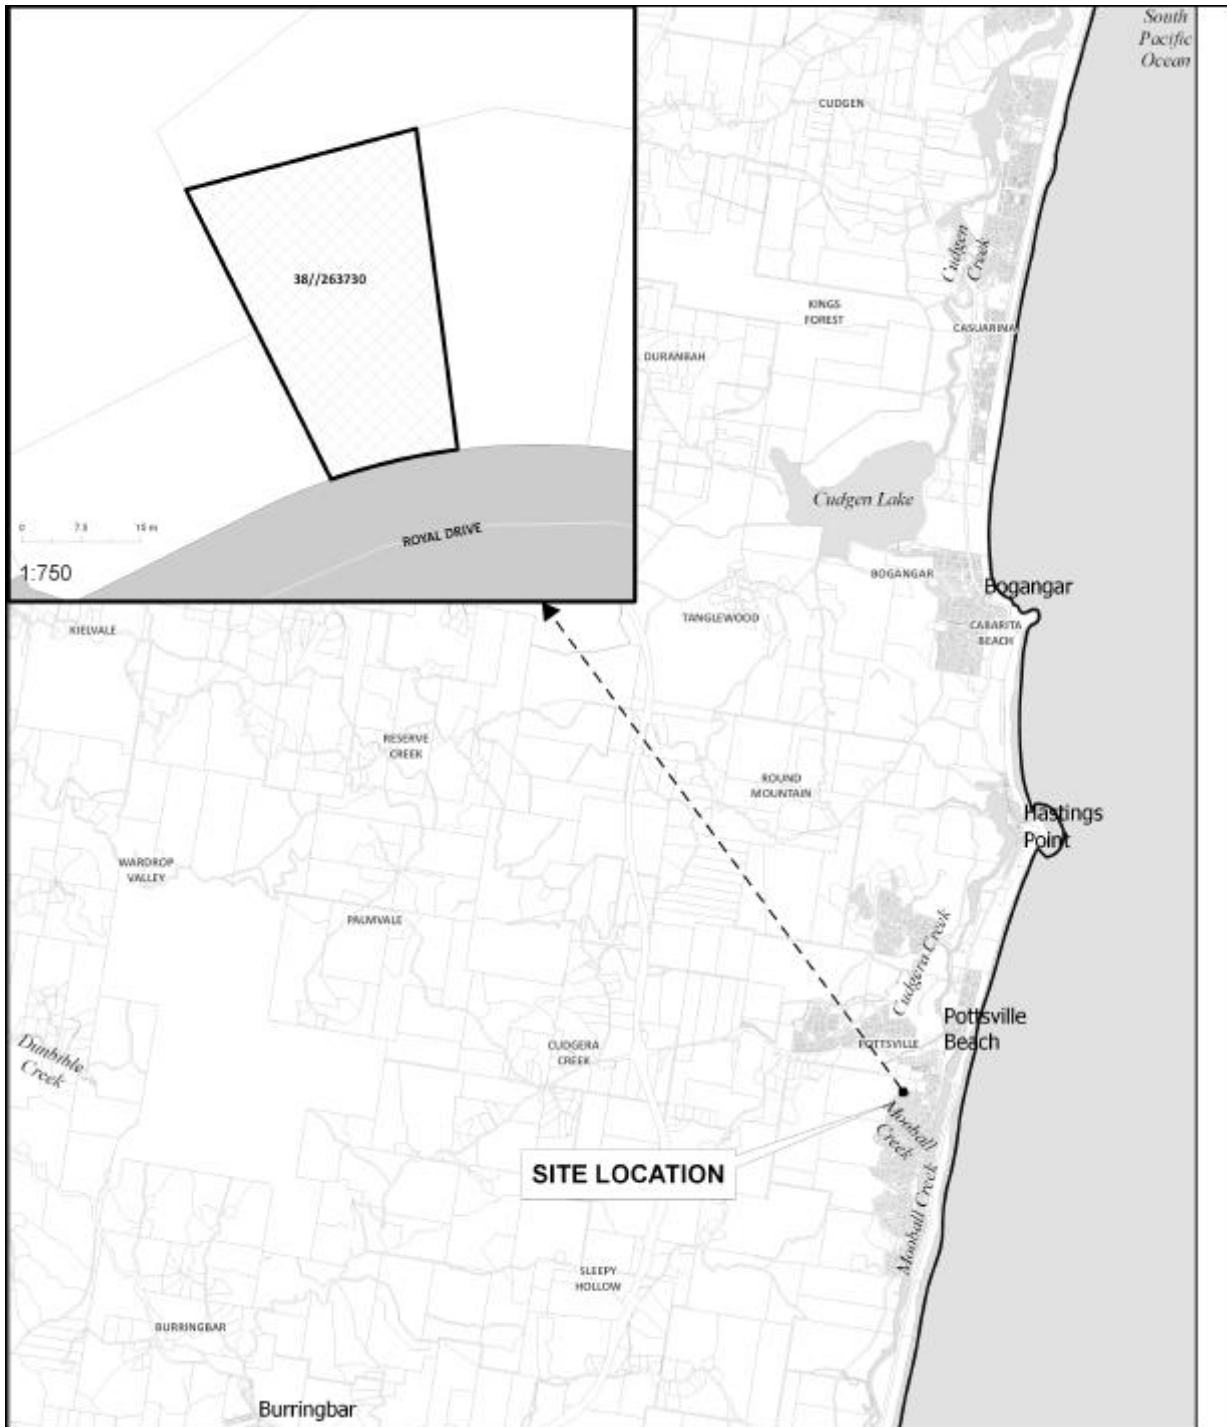 South
Pacific
Ocean
CUDGEN
Cudgen
Creek
38//263730
KINGS
FOREST
CASUARINA
DURANBAH
Cudgen Lake
0 7.5 15 m
ROYAL DRIVE
1:750
BOGANGAR
Bogangar
KIELVALE
TANGLEWOOD
CABARITA
BEACH
RESERVE
CREEK
ROUND
MOUNTAIN
Hastings
Point
WARDROP
VALLEY
PALMVALE
Cudgera Creek
Pottsville
Beach
POTTSVILLE
CUDGERA
CREEK
Dunbible
Creek
Mooball
Creek
SITE LOCATION
Mooball Creek
SLEEPY
HOLLOW
BURRINGBAR
Burringbar